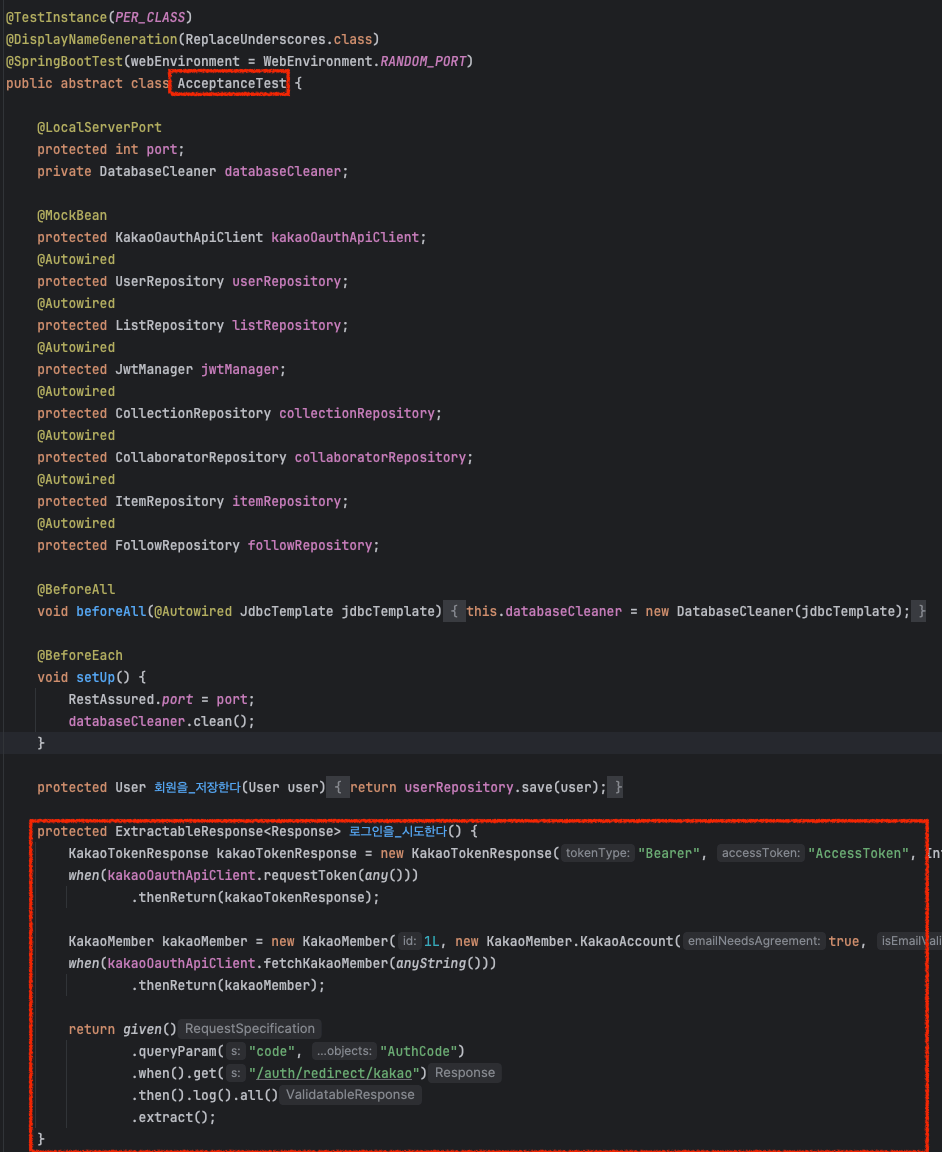 @TestInstance(PER_CLASS)
@DisplayNameGeneration(ReplaceUnderscores.class)
@SpringBootTest(webEnvironment = WebEnvironment.RANDOM_PORT)
public abstract class AcceptanceTest {
@LocalServerPort
protected int port;
private DatabaseCleaner databaseCleaner;
@MockBean
protected KakaoOauthApiClient kakaoOauthApiClient;
@Autowired
protected UserRepository userRepository;
@Autowired
protected ListRepository listRepository;
@Autowired
protected JwtManager jwtManager;
@Autowired
protected CollectionRepository collectionRepository;
@Autowired
protected CollaboratorRepository collaboratorRepository;
@Autowired
protected ItemRepository itemRepository;
@Autowired
protected FollowRepository followRepository;
@BeforeAll
void beforeAll(@Autowired JdbcTemplate jdbcTemplate) { this.databaseCleaner = new DatabaseCleaner(jdbcTemplate); }
@BeforeEach
void setUp() {
RestAssured.port = port;
databaseCleaner.clean();
}
protected User 회원을_저장한다(User user) { return userRepository.save(user); }
protected ExtractableResponse<Response> 로그인을_시도한다() {
KakaoTokenResponse kakaoTokenResponse = new KakaoTokenResponse( tokenType: "Bearer", accessToken: "AccessToken",
when(kakaoOauthApiClient.requestToken(any()))
.thenReturn(kakaoTokenResponse);
KakaoMember kakaoMember = new KakaoMember( id: 1L, new KakaoMember.KakaoAccount( emailNeedsAgreement: true,
when(kakaoOauthApiClient.fetchKakaoMember(anyString()))
.thenReturn(kakaoMember);
return given() RequestSpecification
.queryParam( s: "code", ...objects: "AuthCode")
.when().get( s: "/auth/redirect/kakao") Response
.then().log().all() ValidatableResponse
.extract();
}